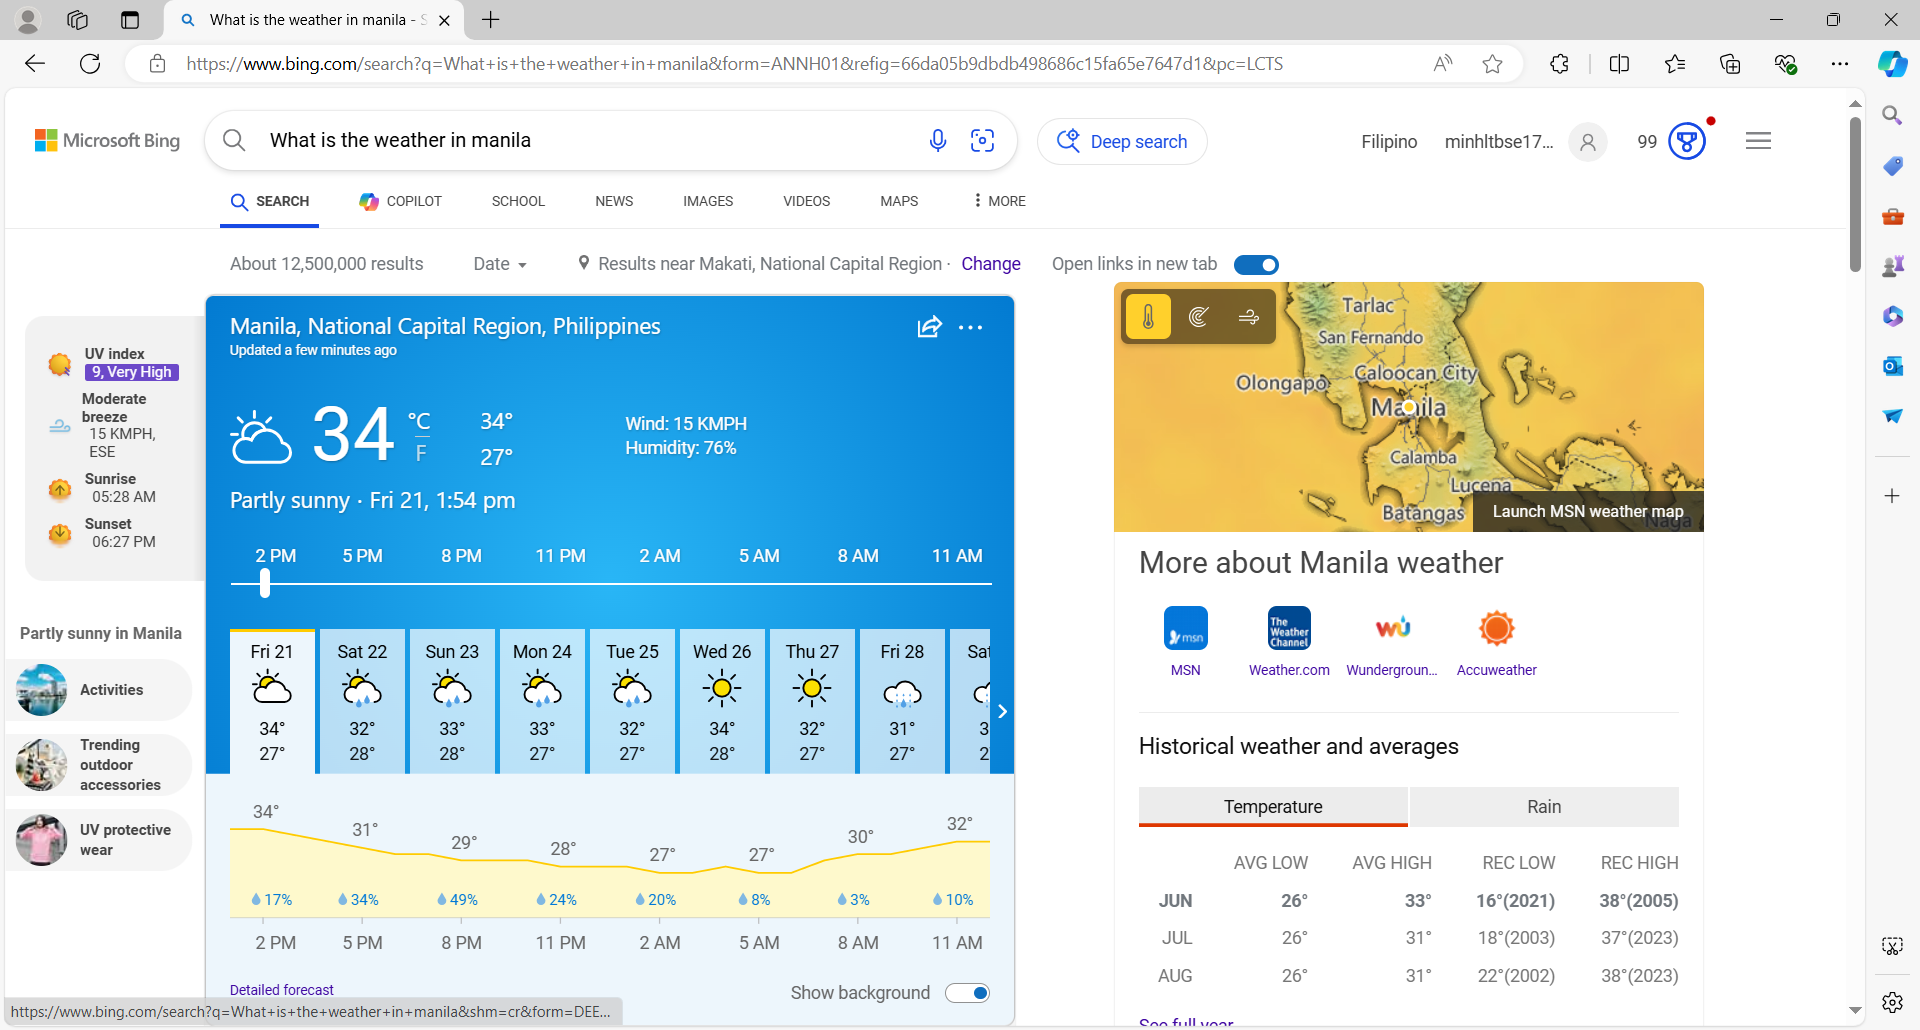 What is the weather in manila - S
https://www.bing.com/search?q=What+is+the+weather+in+manila&form=ANNH01&refig=66da05b9dbdb498686c15fa65e7647d1&pc=LCTS
Microsoft Bing
What is the weather in manila
Deep search
Filipino
minhltbse17...
99
SEARCH
COPILOT
SCHOOL
NEWS
IMAGES
VIDEOS
MAPS
MORE
About 12,500,000 results
Date
Results near Makati, National Capital Region · Change
Open links in new tab
UV index
9, Very High
Moderate
breeze
15 KMPH,
ESE
Sunrise
05:28 AM
Sunset
06:27 PM
Partly sunny in Manila
Activities
Trending
outdoor
accessories
UV protective
wear
Manila, National Capital Region, Philippines
Updated a few minutes ago
34 °C
F
34°
27°
Wind: 15 KMPH
Humidity: 76%
Partly sunny · Fri 21, 1:54 pm
2 PM 5 PM 8 PM 11 PM 2 AM 5 AM 8 AM 11 AM
Fri 21 Sat 22 Sun 23 Mon 24 Tue 25 Wed 26 Thu 27 Fri 28 Sat
34° 32° 33° 33° 32° 34° 32° 31° 3
27° 28° 28° 27° 27° 28° 27° 27° 2
34° 31° 29° 28° 27° 27° 30° 32°
17% 34% 49% 24% 20% 8% 3% 10%
2 PM 5 PM 8 PM 11 PM 2 AM 5 AM 8 AM 11 AM
Detailed forecast
Show background
https://www.bing.com/search?q=What+is+the+weather+in+manila&shm=cr&form=DEE...
Tarlac
San Fernando
Olongapo
Caloocan City
Manila
Calamba
Lucena
Batangas
Naga
Launch MSN weather map
More about Manila weather
msn
The
Weather
Channel
wu
MSN
Weather.com
Wundergroun...
Accuweather
Historical weather and averages
Temperature
Rain
AVG LOW AVG HIGH REC LOW REC HIGH
JUN 26° 33° 16°(2021) 38°(2005)
JUL 26° 31° 18°(2003) 37°(2023)
AUG 26° 31° 22°(2002) 38°(2023)
See full year